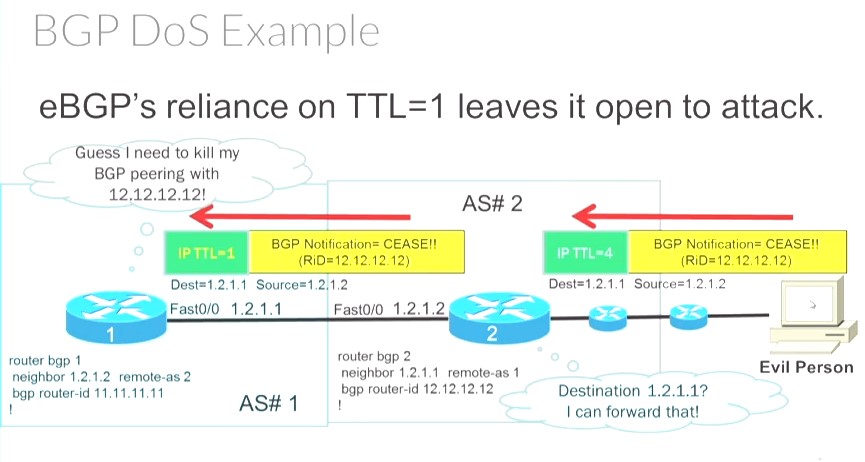 BGP DoS Example
eBGP's reliance on TTL=1 leaves it open to attack.
Guess I need to kill my
BGP peering with
12.12.12.12!
AS# 2
IP TTL=1
BGP Notification= CEASE!!
(RiD=12.12.12.12)
IP TTL=4
BGP Notification= CEASE!!
(RiD=12.12.12.12)
Dest=1.2.1.1 Source=1.2.1.2
Dest=1.2.1.1 Source=1.2.1.2
Fast0/0 1.2.1.1
Fast0/0 1.2.1.2
1
2
router bgp 1
neighbor 1.2.1.2 remote-as 2
bgp router-id 11.11.11.11
!
AS# 1
router bgp 2
neighbor 1.2.1.1 remote-as 1
bgp router-id 12.12.12.12
!
Evil Person
Destination 1.2.1.1?
I can forward that!